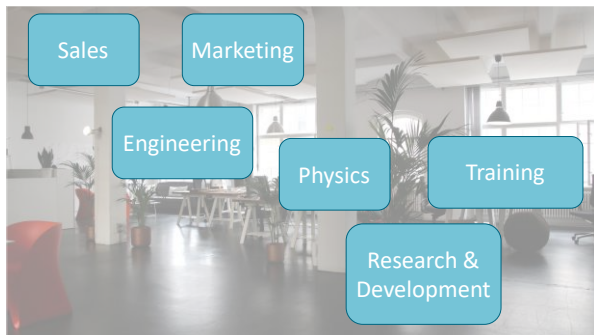 Sales
Marketing
Engineering
Physics
Training
Research &
Development